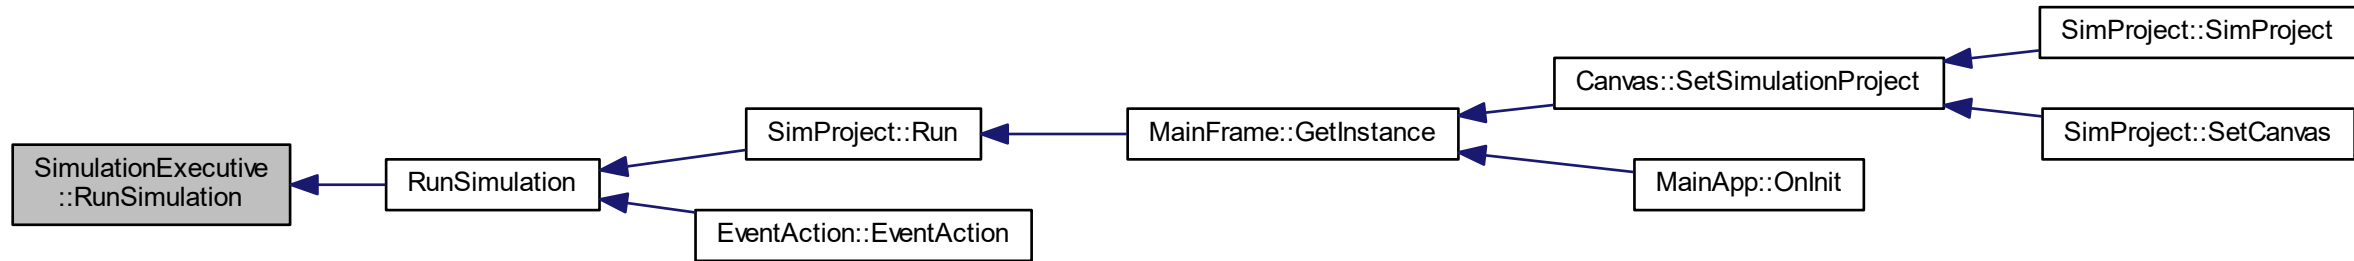 SimulationExecutive
::RunSimulation
RunSimulation
SimProject::Run
EventAction::EventAction
MainFrame::GetInstance
Canvas::SetSimulationProject
MainApp::OnInit
SimProject::SimProject
SimProject::SetCanvas